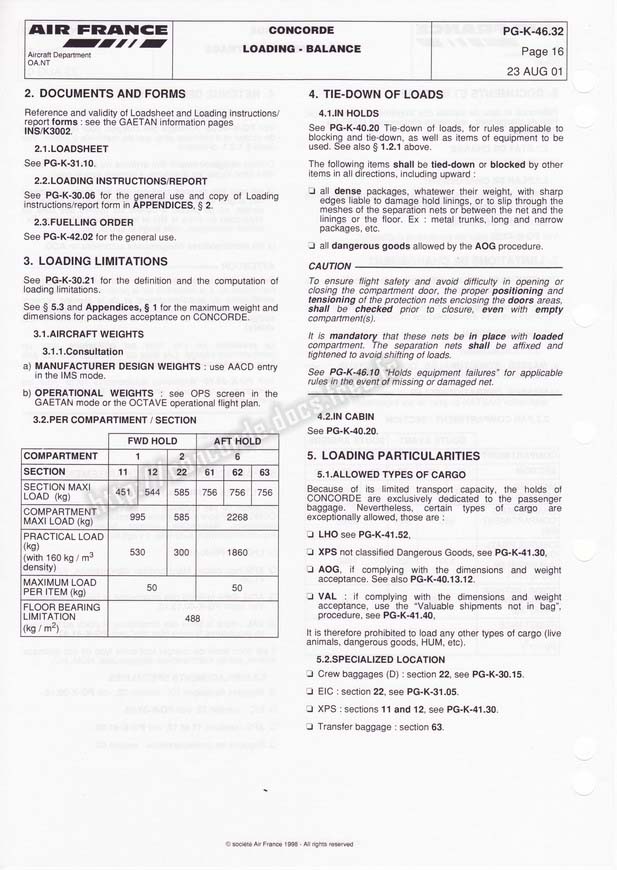 AIR FRANCE
Aircraft Department
OA.NT
CONCORDE
LOADING - BALANCE
PG-K-46.32
Page 16
23 AUG 01
2. DOCUMENTS AND FORMS
Reference and validity of Loadsheet and Loading instructions/
report forms : see the GAETAN information pages
INS/K3002.
2.1.LOADSHEET
See PG-K-31.10.
2.2.LOADING INSTRUCTIONS/REPORT
See PG-K-30.06 for the general use and copy of Loading
instructions/report form in APPENDICES, § 2.
2.3.FUELLING ORDER
See PG-K-42.02 for the general use.
3. LOADING LIMITATIONS
See PG-K-30.21 for the definition and the computation of
loading limitations.
See § 5.3 and Appendices, § 1 for the maximum weight and
dimensions for packages acceptance on CONCORDE.
3.1.AIRCRAFT WEIGHTS
3.1.1.Consultation
a) MANUFACTURER DESIGN WEIGHTS : use AACD entry
in the IMS mode.
b) OPERATIONAL WEIGHTS : see OPS screen in the
GAETAN mode or the OCTAVE operational flight plan.
3.2.PER COMPARTIMENT / SECTION
FWD HOLD AFT HOLD
COMPARTMENT 1 2 6
SECTION 11 12 22 61 62 63
SECTION MAXI
LOAD (kg) 451 544 585 756 756 756
COMPARTMENT
MAXI LOAD (kg) 995 585 2268
PRACTICAL LOAD
(kg)
(with 160 kg / m3
density) 530 300 1860
MAXIMUM LOAD
PER ITEM (kg) 50 50
FLOOR BEARING
LIMITATION
(kg / m2) 488
4. TIE-DOWN OF LOADS
4.1.IN HOLDS
See PG-K-40.20 Tie-down of loads, for rules applicable to
blocking and tie-down, as well as items of equipment to be
used. See also § 1.2.1 above.
The following items shall be tied-down or blocked by other
items in all directions, including upward :
❏ all dense packages, whatewer their weight, with sharp
edges liable to damage hold linings, or to slip through the
meshes of the separation nets or between the net and the
linings or the floor. Ex : metal trunks, long and narrow
packages, etc.
❏ all dangerous goods allowed by the AOG procedure.
CAUTION
To ensure flight safety and avoid difficulty in opening or
closing the compartment door, the proper positioning and
tensioning of the protection nets enclosing the doors areas,
shall be checked prior to closure, even with empty
compartment(s).
It is mandatory that these nets be in place with loaded
compartment. The separation nets shall be affixed and
tightened to avoid shifting of loads.
See PG-K-46.10 "Holds equipment failures" for applicable
rules in the event of missing or damaged net.
4.2.IN CABIN
See PG-K-40.20.
5. LOADING PARTICULARITIES
5.1.ALLOWED TYPES OF CARGO
Because of its limited transport capacity, the holds of
CONCORDE are exclusively dedicated to the passenger
baggage. Nevertheless, certain types of cargo are
exceptionally allowed, those are :
❏ LHO see PG-K-41.52,
❏ XPS not classified Dangerous Goods, see PG-K-41.30,
❏ AOG, if complying with the dimensions and weight
acceptance. See also PG-K-40.13.12.
❏ VAL : if complying with the dimensions and weight
acceptance, use the "Valuable shipments not in bag",
procedure, see PG-K-41.40,
It is therefore prohibited to load any other types of cargo (live
animals, dangerous goods, HUM, etc).
5.2.SPECIALIZED LOCATION
❏ Crew baggages (D) : section 22, see PG-K-30.15.
❏ EIC : section 22, see PG-K-31.05.
❏ XPS : sections 11 and 12, see PG-K-41.30.
❏ Transfer baggage : section 63.
© société Air France 1998 - All rights reserved